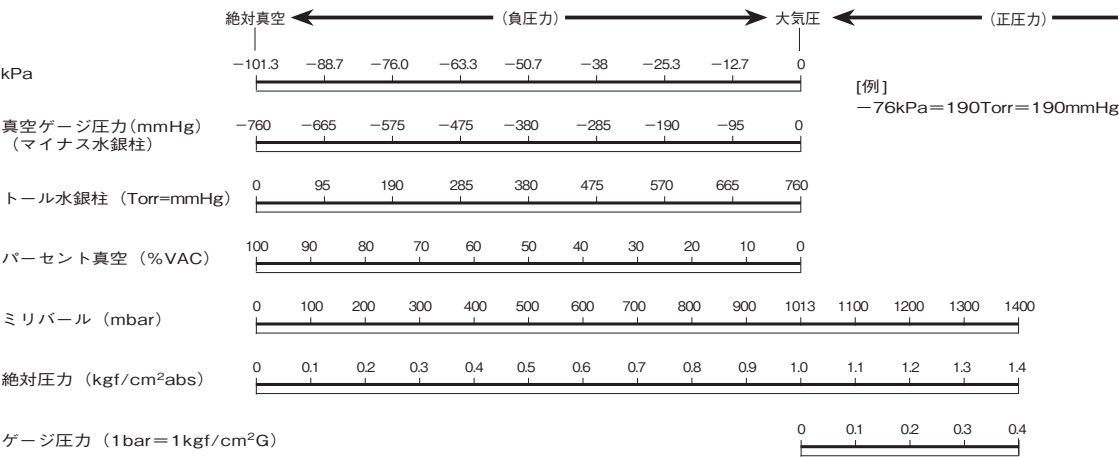 絶対真空 (負圧力) 大気圧 (正圧力)
kPa −101.3 −88.7 −76.0 −63.3 −50.7 −38 −25.3 −12.7 0
[例]
−76kPa＝190Torr＝190mmHg
真空ゲージ圧力(mmHg) −760 −665 −575 −475 −380 −285 −190 −95 0
（マイナス水銀柱）
トール水銀柱（Torr=mmHg） 0 95 190 285 380 475 570 665 760
パーセント真空（%VAC） 100 90 80 70 60 50 40 30 20 10 0
ミリバール（mbar） 0 100 200 300 400 500 600 700 800 900 1013 1100 1200 1300 1400
絶対圧力（kgf/cm²abs） 0 0.1 0.2 0.3 0.4 0.5 0.6 0.7 0.8 0.9 1.0 1.1 1.2 1.3 1.4
ゲージ圧力（1bar＝1kgf/cm²G） 0 0.1 0.2 0.3 0.4